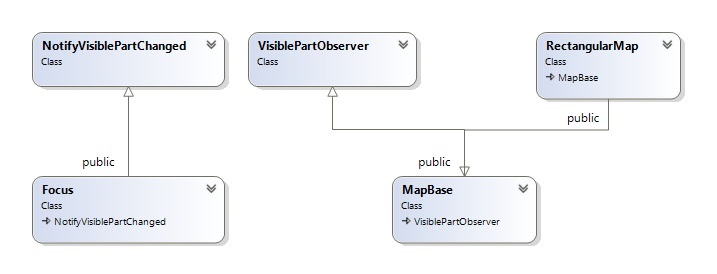 NotifyVisiblePartChanged
Class
VisiblePartObserver
Class
RectangularMap
Class
MapBase
public
public
public
Focus
Class
NotifyVisiblePartChanged
MapBase
Class
VisiblePartObserver